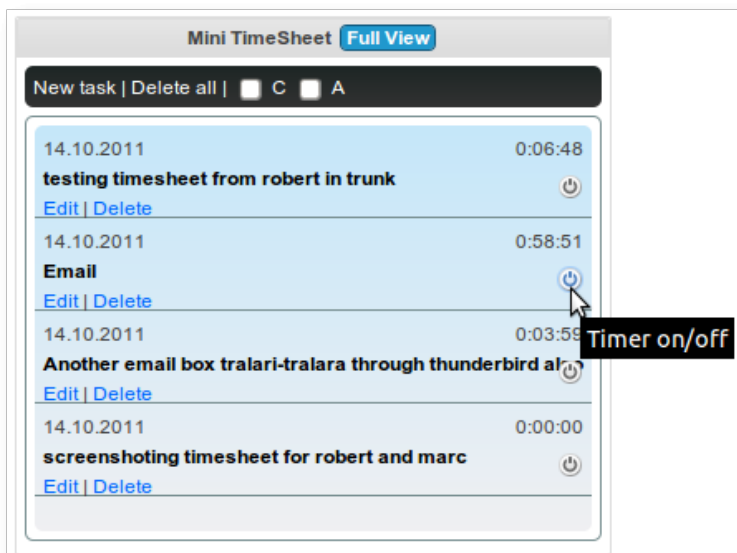 Mini TimeSheet Full View
New task | Delete all | C A
14.10.2011 0:06:48
testing timesheet from robert in trunk
Edit | Delete
14.10.2011 0:58:51
Email
Edit | Delete
14.10.2011 0:03:59
Timer on/off
Another email box tralari-tralara through thunderbird also
Edit | Delete
14.10.2011 0:00:00
screenshoting timesheet for robert and marc
Edit | Delete